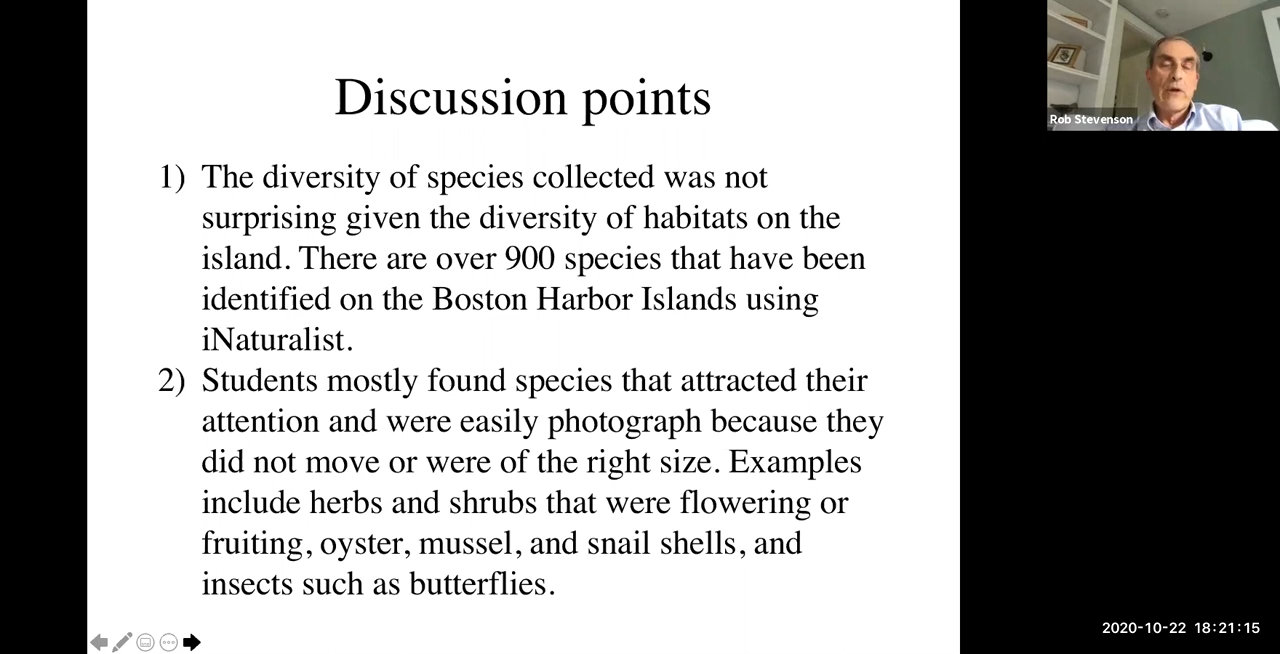 Discussion points
1) The diversity of species collected was not
surprising given the diversity of habitats on the
island. There are over 900 species that have been
identified on the Boston Harbor Islands using
iNaturalist.
2) Students mostly found species that attracted their
attention and were easily photograph because they
did not move or were of the right size. Examples
include herbs and shrubs that were flowering or
fruiting, oyster, mussel, and snail shells, and
insects such as butterflies.
Rob Stevenson
2020-10-22 18:21:15